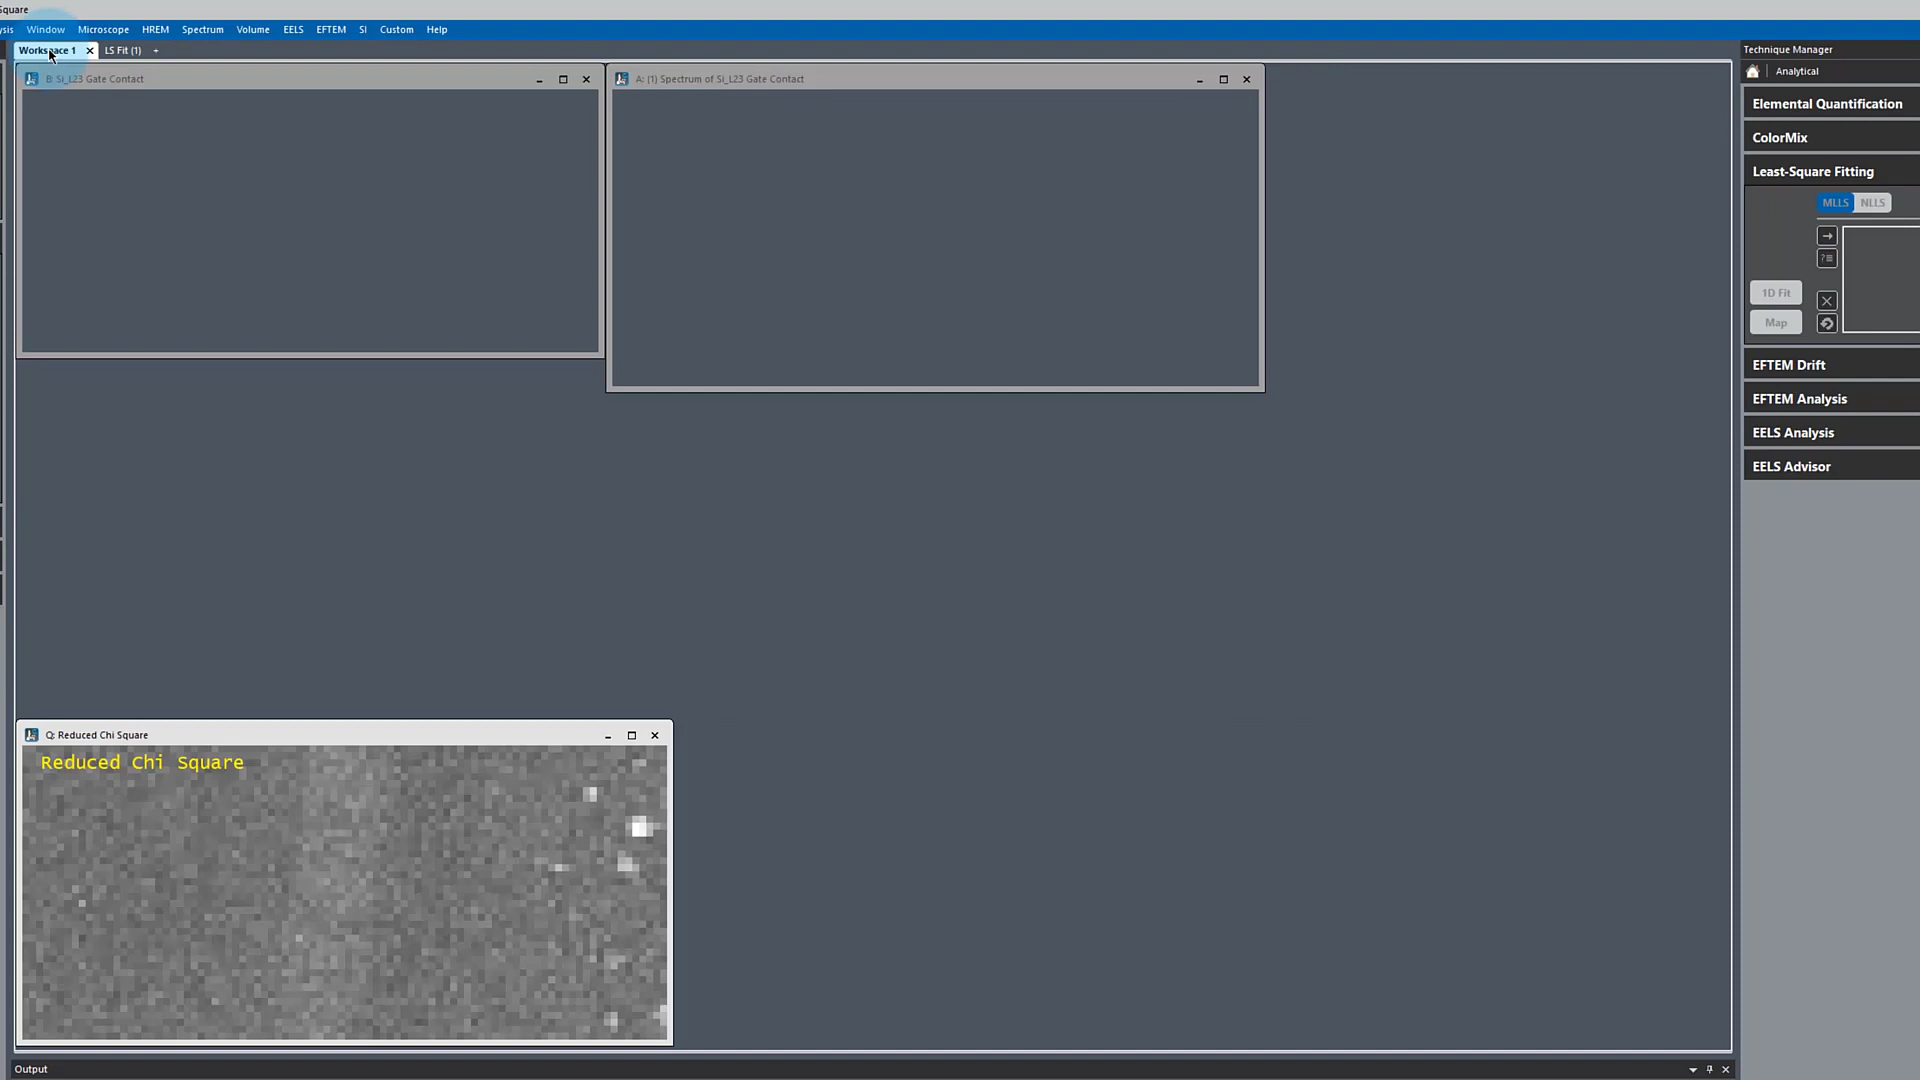 Square
ysis Window Microscope HREM Spectrum Volume EELS EFTEM SI Custom Help
Workspace 1 LS Fit (1) +
Technique Manager
Analytical
B: Si_L23 Gate Contact
A: (1) Spectrum of Si_L23 Gate Contact
Elemental Quantification
ColorMix
Least-Square Fitting
MLLS NLLS
1D Fit
Map
EFTEM Drift
EFTEM Analysis
EELS Analysis
EELS Advisor
Q: Reduced Chi Square
Reduced Chi Square
Output